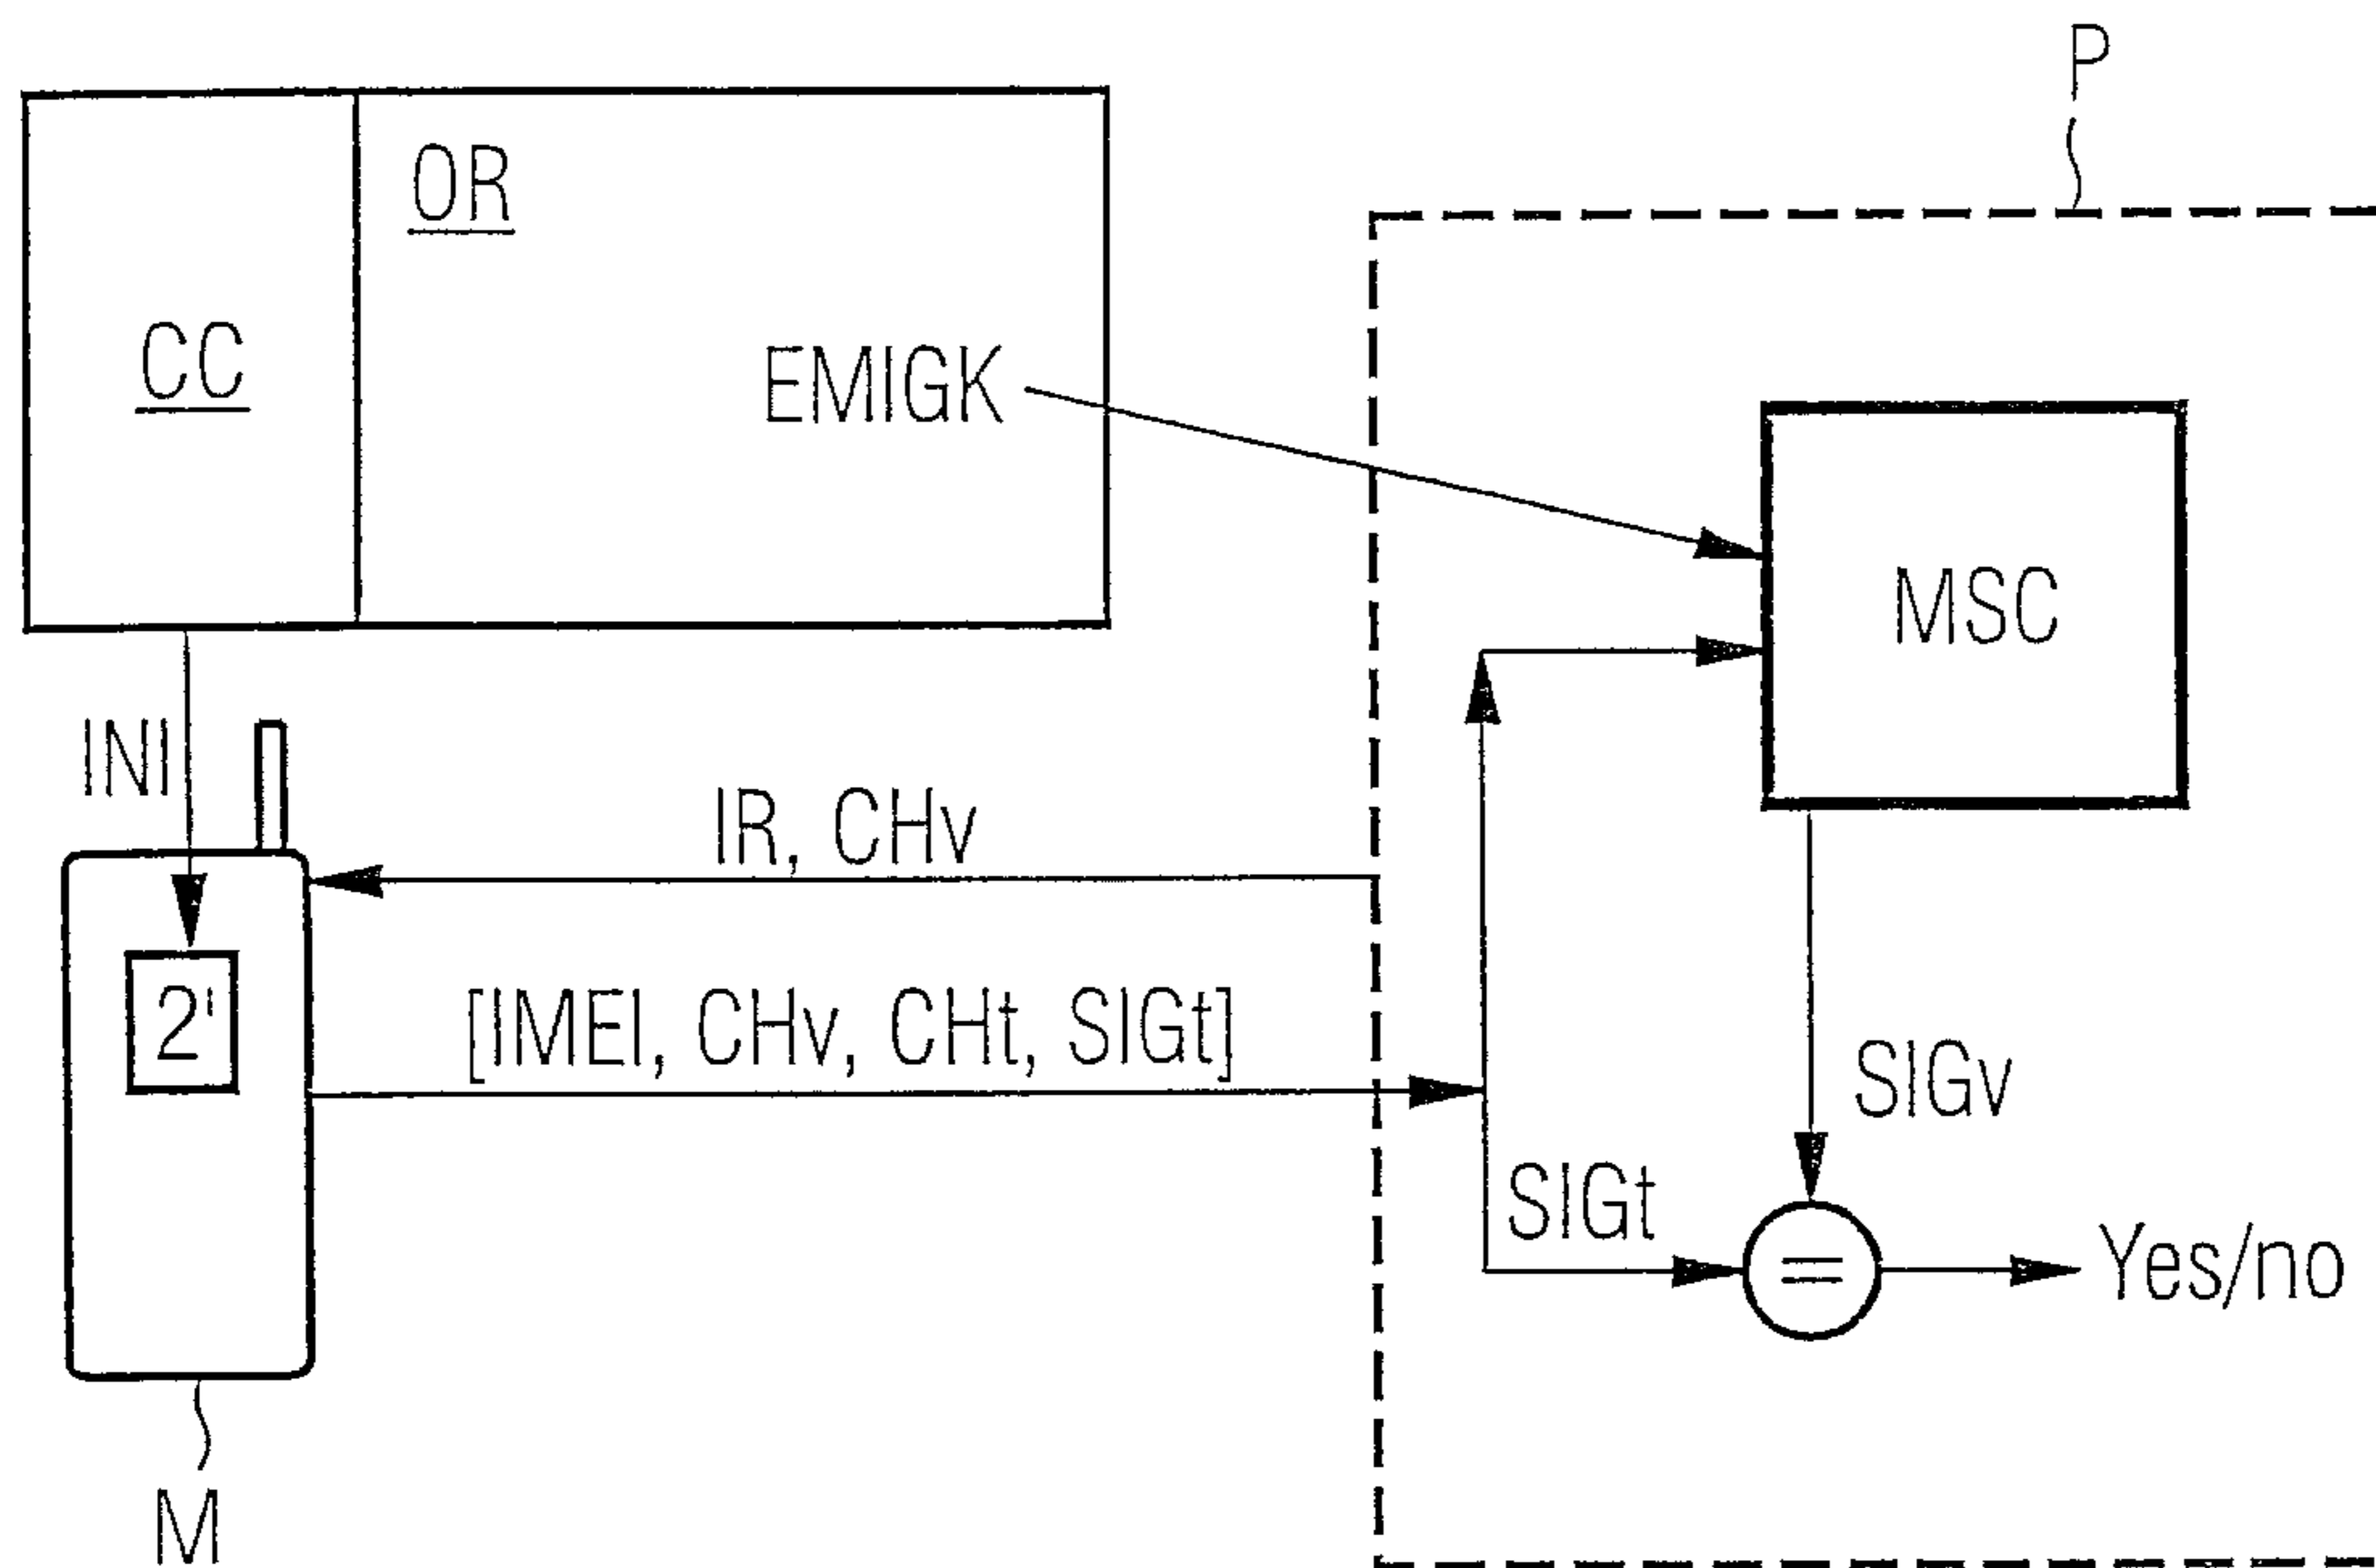 P
OR
CC
EMIGK
MSC
INI
IR, CHv
2'
[IMEI, CHv, CHt, SIGt]
SIGv
SIGt
=
Yes/no
M